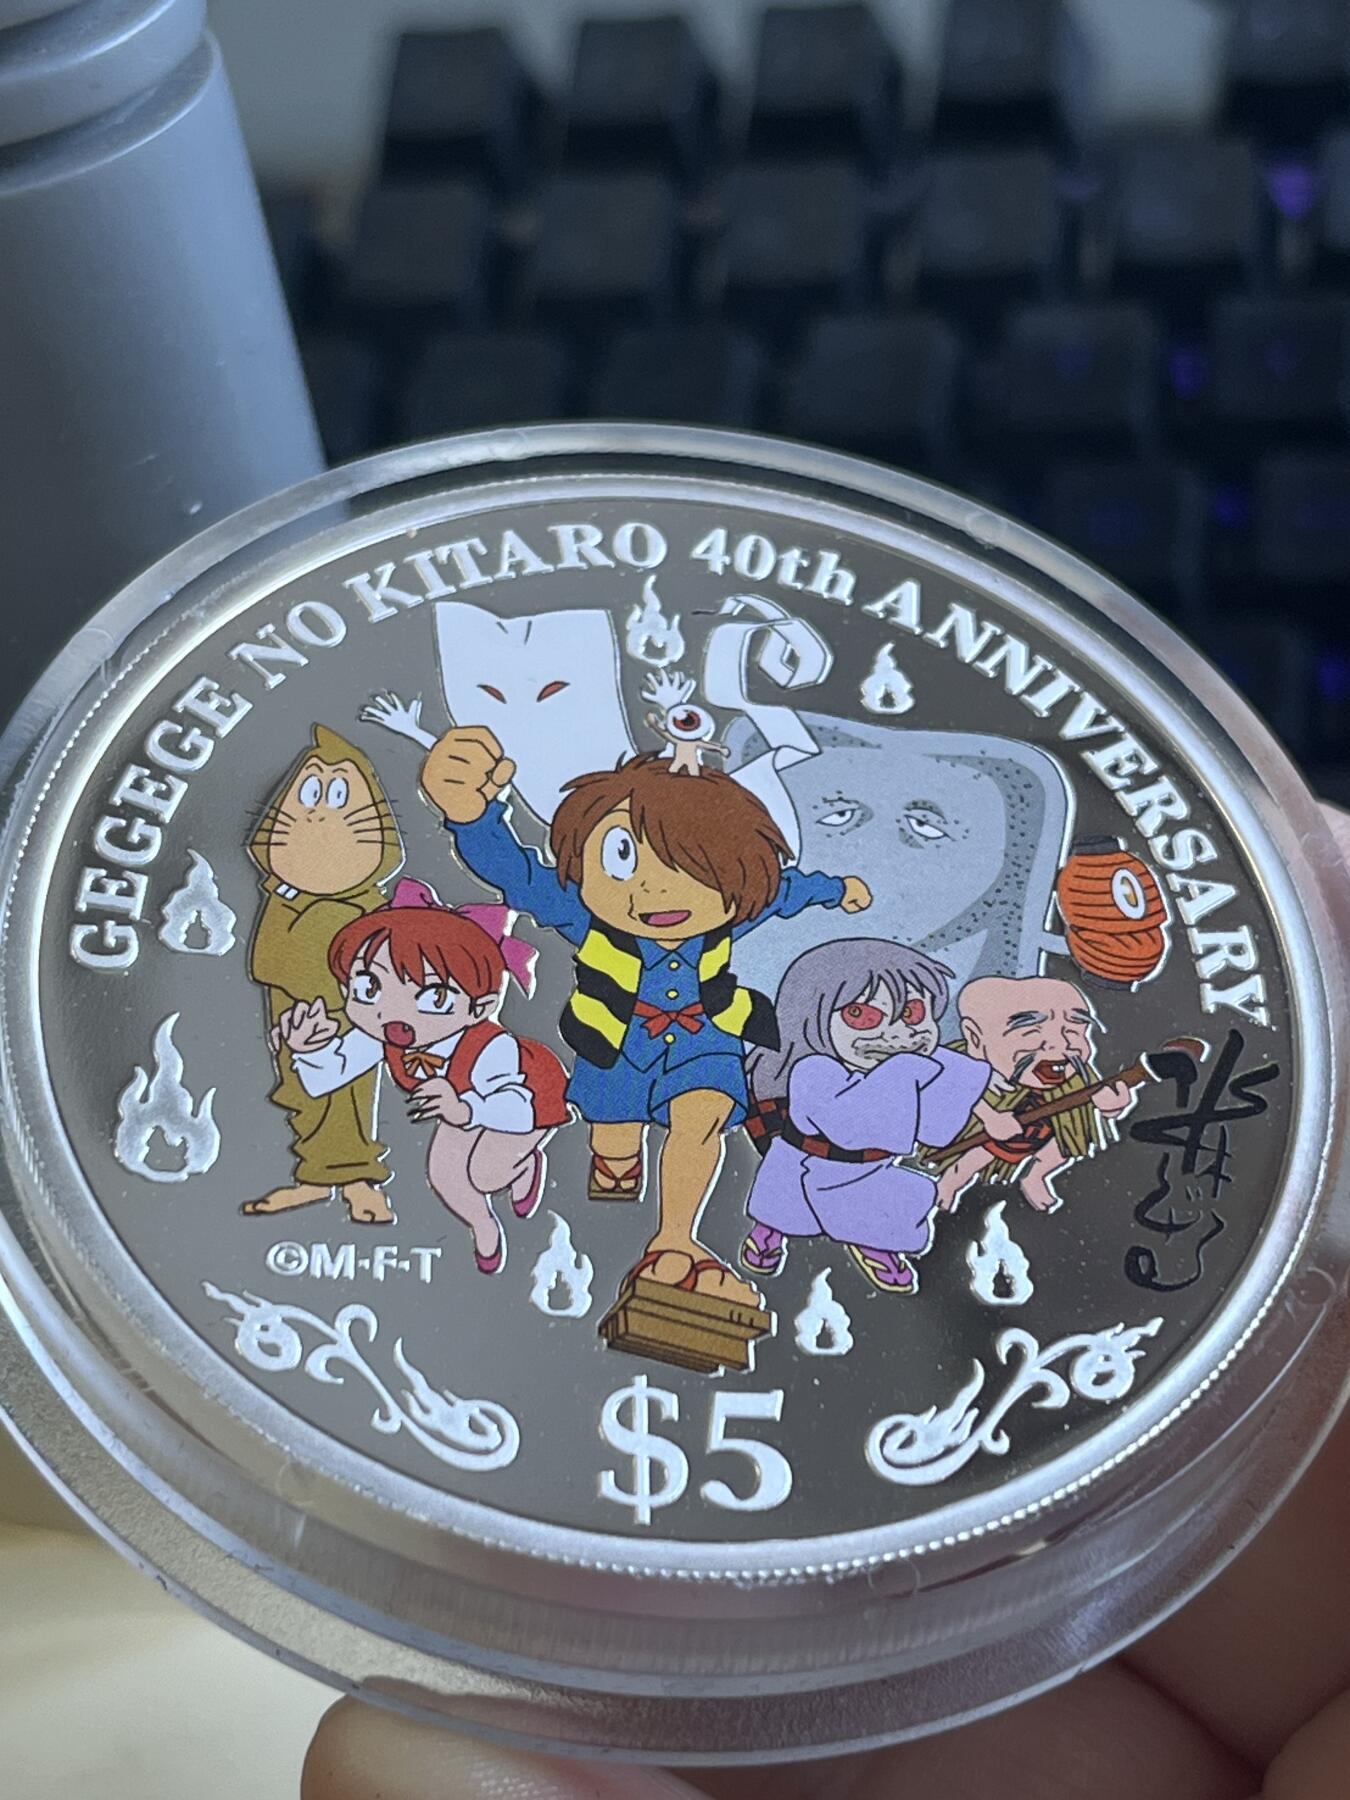 GEGEGE NO KITARO 40th ANNIVERSARY
©M·F·T
$5